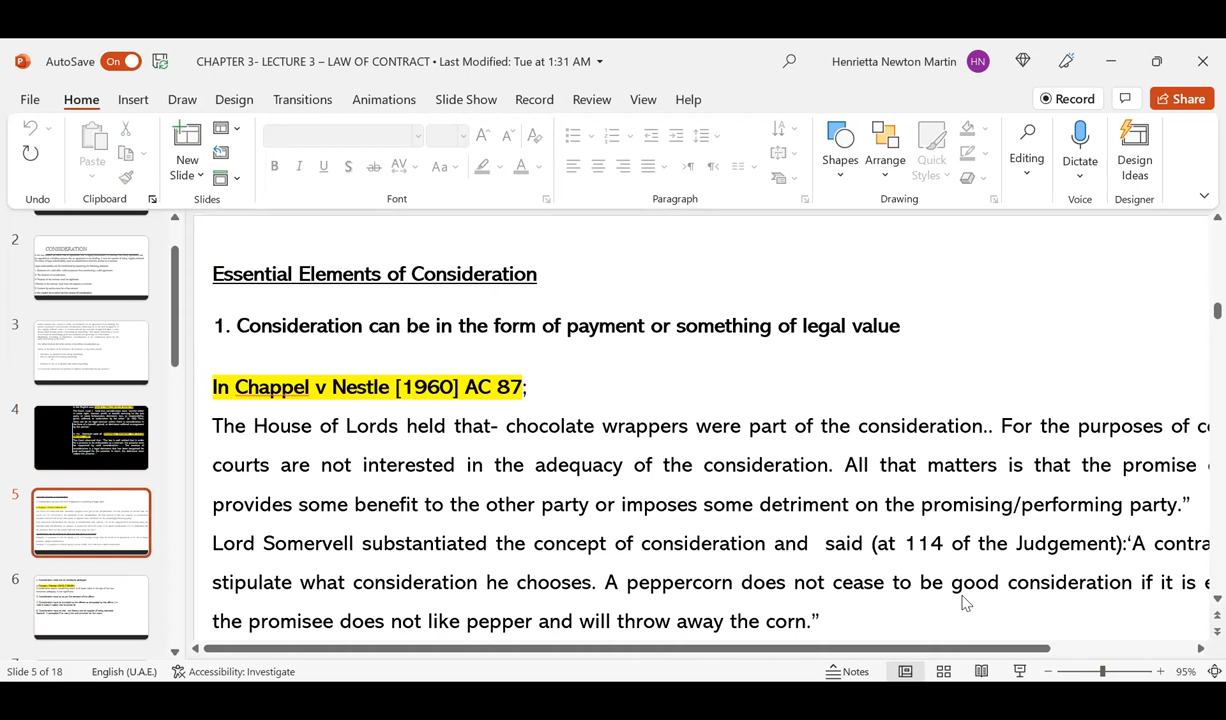 AutoSave On CHAPTER 3- LECTURE 3 – LAW OF CONTRACT • Last Modified: Tue at 1:31 AM Henrietta Newton Martin HN
File Home Insert Draw Design Transitions Animations Slide Show Record Review View Help Record Share
Paste New Slide Shapes Arrange Quick Styles Editing Dictate Design Ideas
B I U S ab AV Aa A
Undo Clipboard Slides Font Paragraph Drawing Voice Designer
2
CONSIDERATION
3
4
5
6
Essential Elements of Consideration
1. Consideration can be in the form of payment or something of legal value
In Chappel v Nestle [1960] AC 87;
The House of Lords held that- chocolate wrappers were part of the consideration.. For the purposes of
courts are not interested in the adequacy of the consideration. All that matters is that the promise
provides some benefit to the other party or imposes some detriment on the promising/performing party.”
Lord Somervell substantiated the concept of consideration and said (at 114 of the Judgement):‘A contra
stipulate what consideration he chooses. A peppercorn does not cease to be good consideration if it is
the promisee does not like pepper and will throw away the corn.”
Slide 5 of 18 English (U.A.E.) Accessibility: Investigate Notes 95%